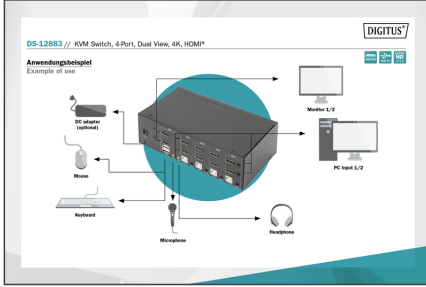 DIGITUS®
DS-12883 // KVM Switch, 4-Port, Dual View, 4K, HDMI®
Anwendungsbeispiel
Example of use
Monitor 1/2
DC adapter
(optional)
PC Input 1/2
Mouse
Keyboard
Microphone
Headphone